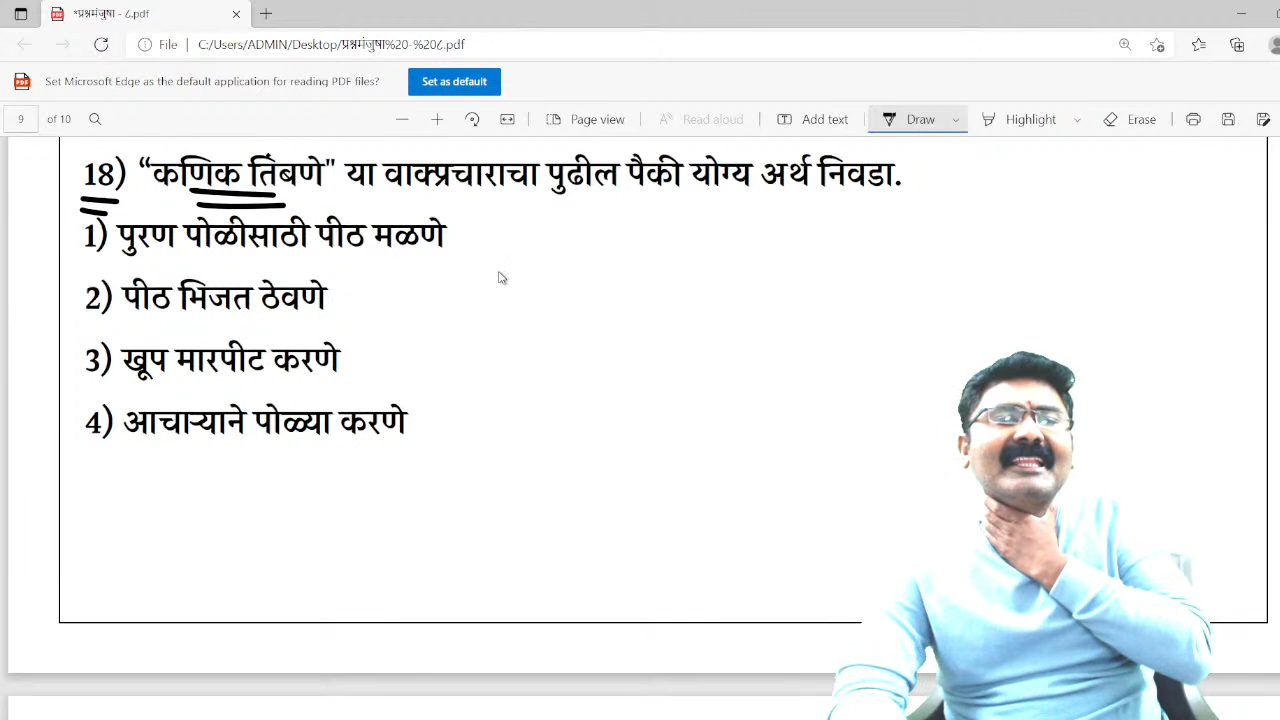 *प्रश्नमंजुषा - ८.pdf
File C:/Users/ADMIN/Desktop/प्रश्नमंजुषा%20-%20८.pdf
Set Microsoft Edge as the default application for reading PDF files? Set as default
9 of 10 Page view Read aloud Add text Draw Highlight Erase
18) “कणिक तिंबणे" या वाक्प्रचाराचा पुढील पैकी योग्य अर्थ निवडा.
1) पुरण पोळीसाठी पीठ मळणे
2) पीठ भिजत ठेवणे
3) खूप मारपीट करणे
4) आचाऱ्याने पोळ्या करणे